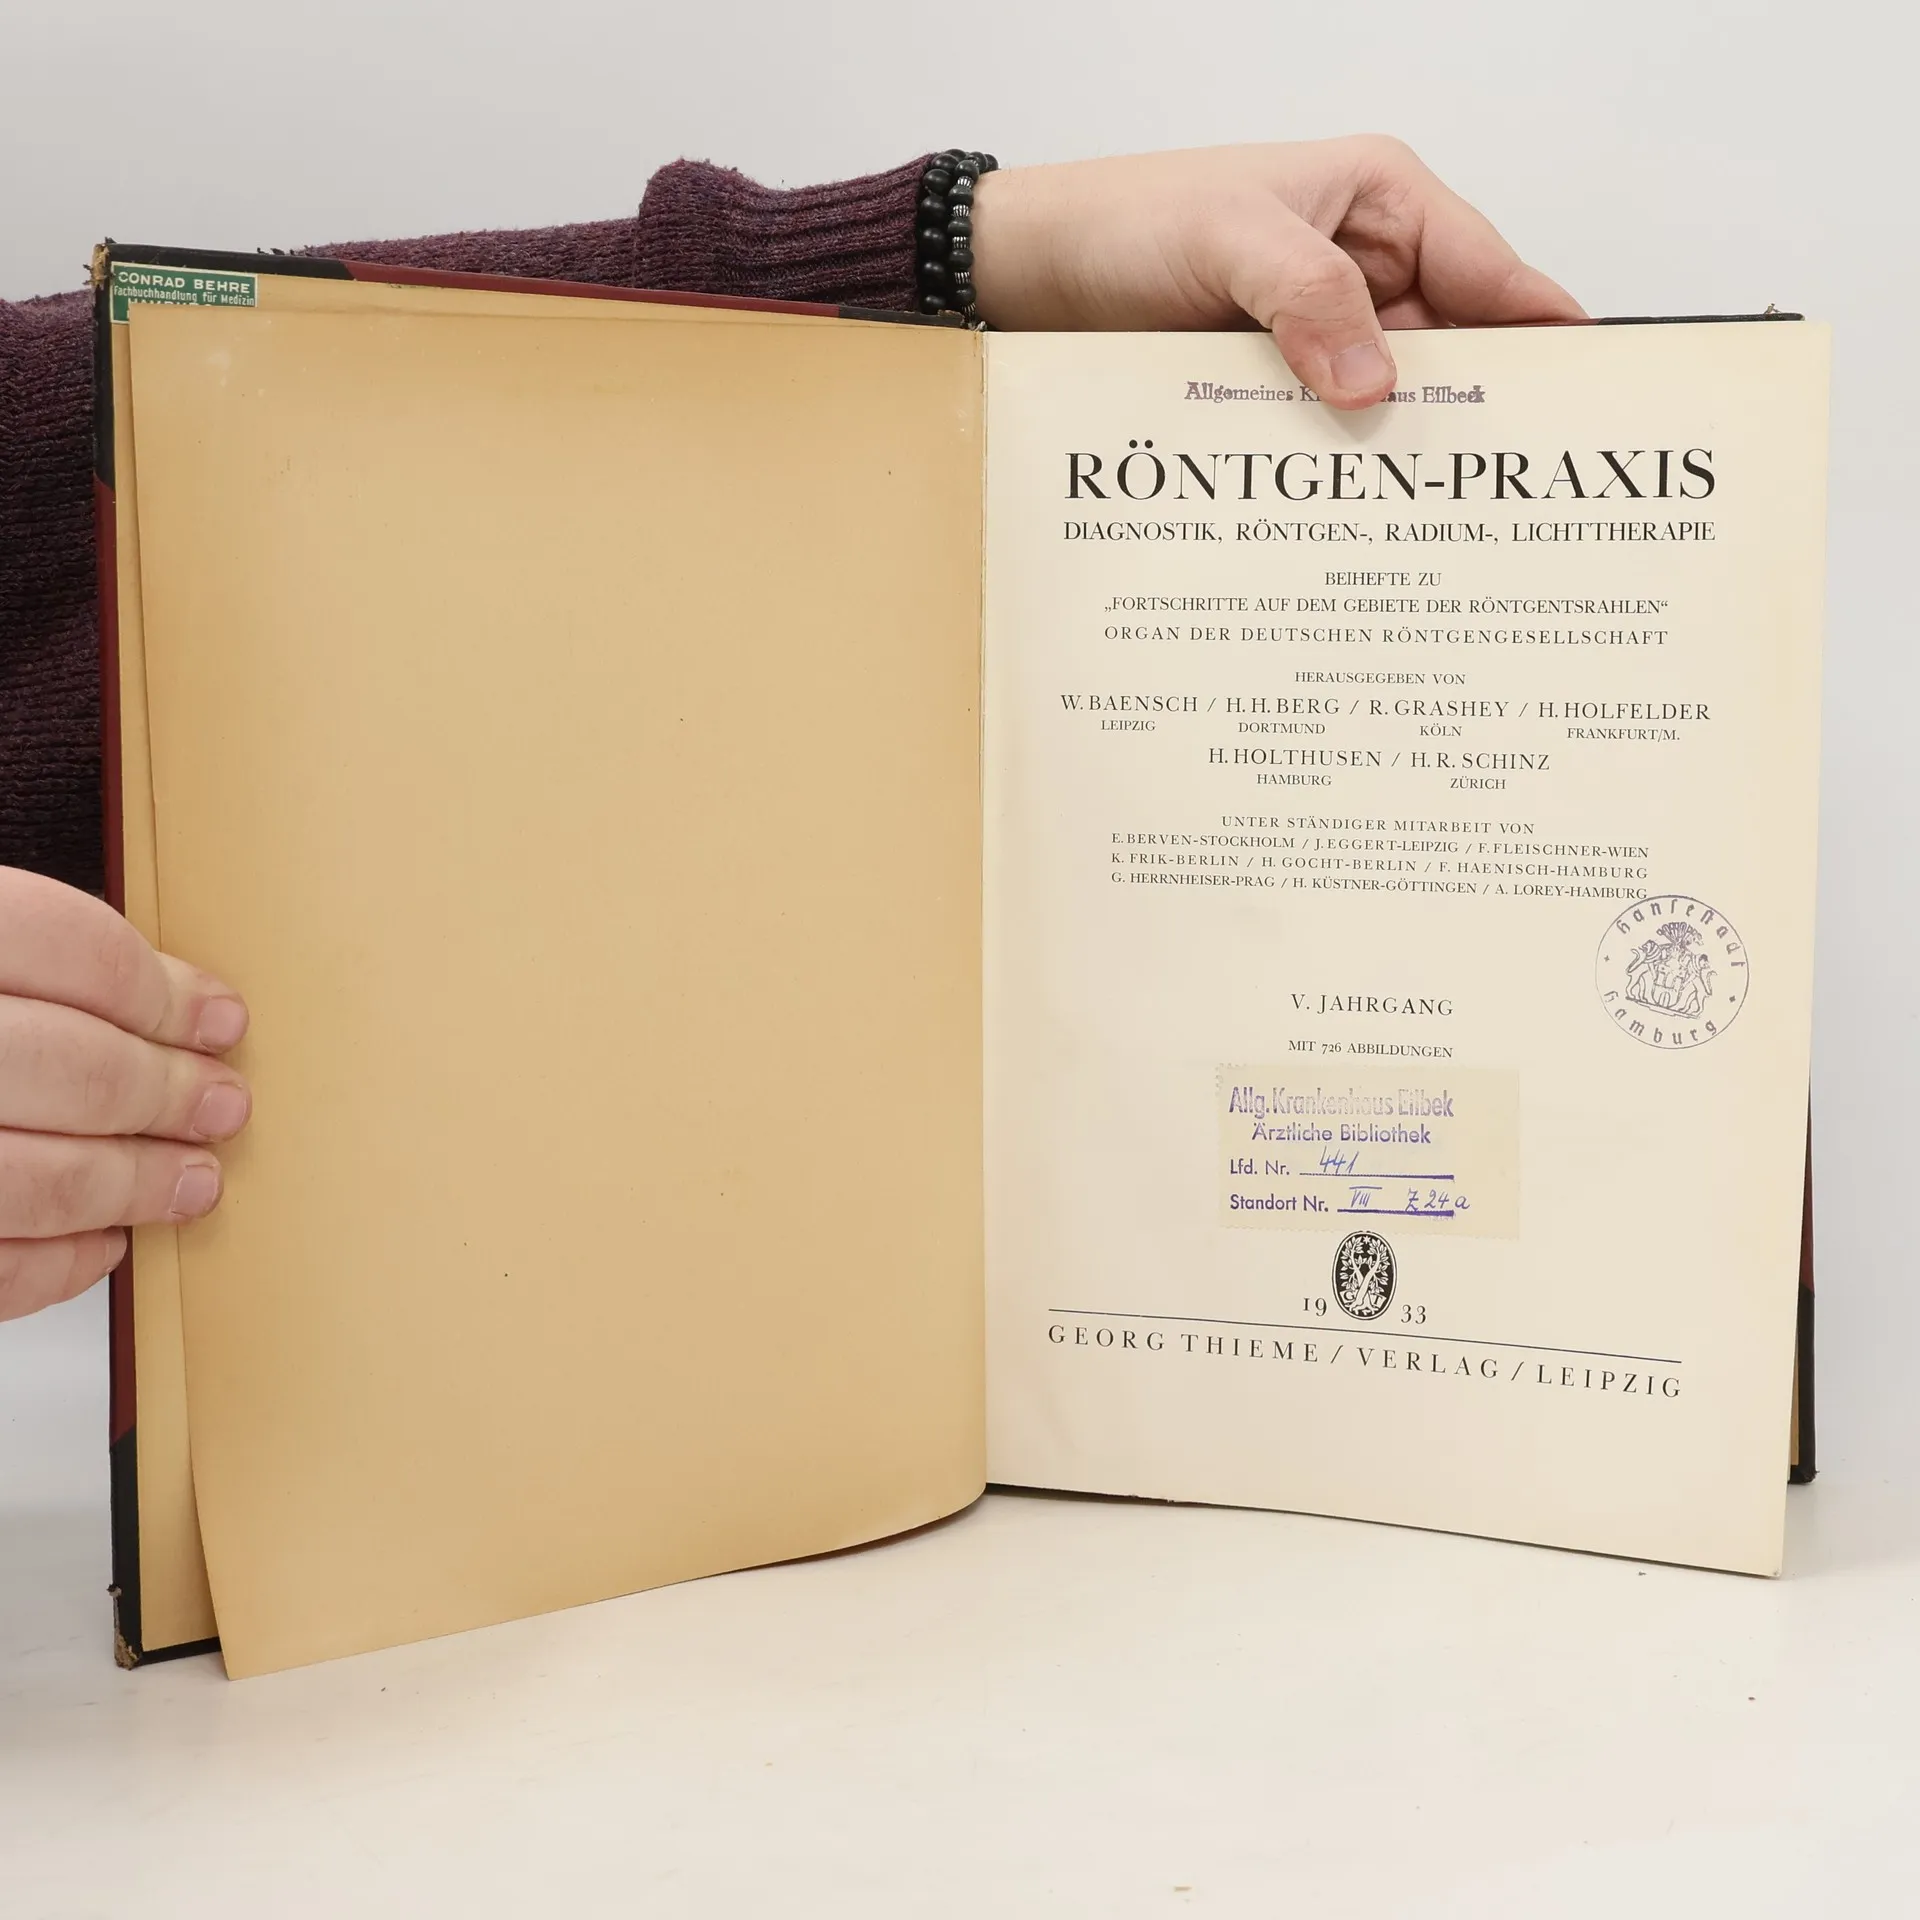 CONRAD BEHRE
Fachbuchhandlung für Medizin
HAMBURG
Allgemeines K aus Eilbeck
RÖNTGEN-PRAXIS
DIAGNOSTIK, RÖNTGEN-, RADIUM-, LICHTTHERAPIE
BEIHEFTE ZU
„FORTSCHRITTE AUF DEM GEBIETE DER RÖNTGENTSRAHLEN“
ORGAN DER DEUTSCHEN RÖNTGENGESELLSCHAFT
HERAUSGEGEBEN VON
W. BAENSCH / H. H. BERG / R. GRASHEY / H. HOLFELDER
LEIPZIG DORTMUND KÖLN FRANKFURT/M.
H. HOLTHUSEN / H. R. SCHINZ
HAMBURG ZÜRICH
UNTER STÄNDIGER MITARBEIT VON
E. BERVEN-STOCKHOLM / J. EGGERT-LEIPZIG / F. FLEISCHNER-WIEN
K. FRIK-BERLIN / H. GOCHT-BERLIN / F. HAENISCH-HAMBURG
G. HERRNHEISER-PRAG / H. KÜSTNER-GÖTTINGEN / A. LOREY-HAMBURG
Hansestadt
Hamburg
V. JAHRGANG
MIT 726 ABBILDUNGEN
Allg. Krankenhaus Eilbek
Ärztliche Bibliothek
Lfd. Nr. 441
Standort Nr. VIII Z 24 a
G T
19 33
GEORG THIEME / VERLAG / LEIPZIG